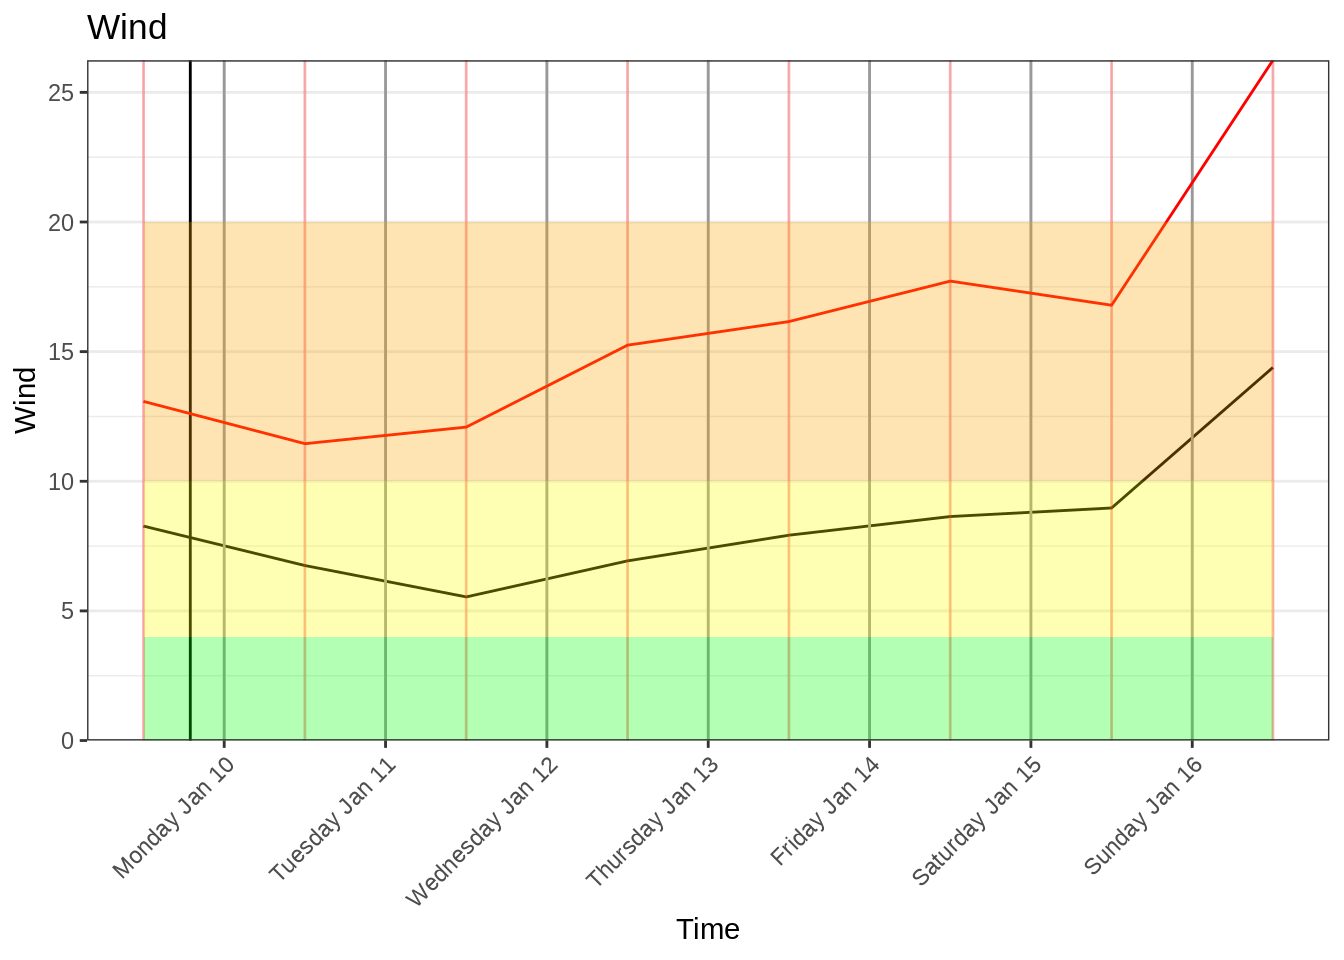 Wind
25
20
15
10
5
0
Wind
Monday Jan 10
Tuesday Jan 11
Wednesday Jan 12
Thursday Jan 13
Friday Jan 14
Saturday Jan 15
Sunday Jan 16
Time